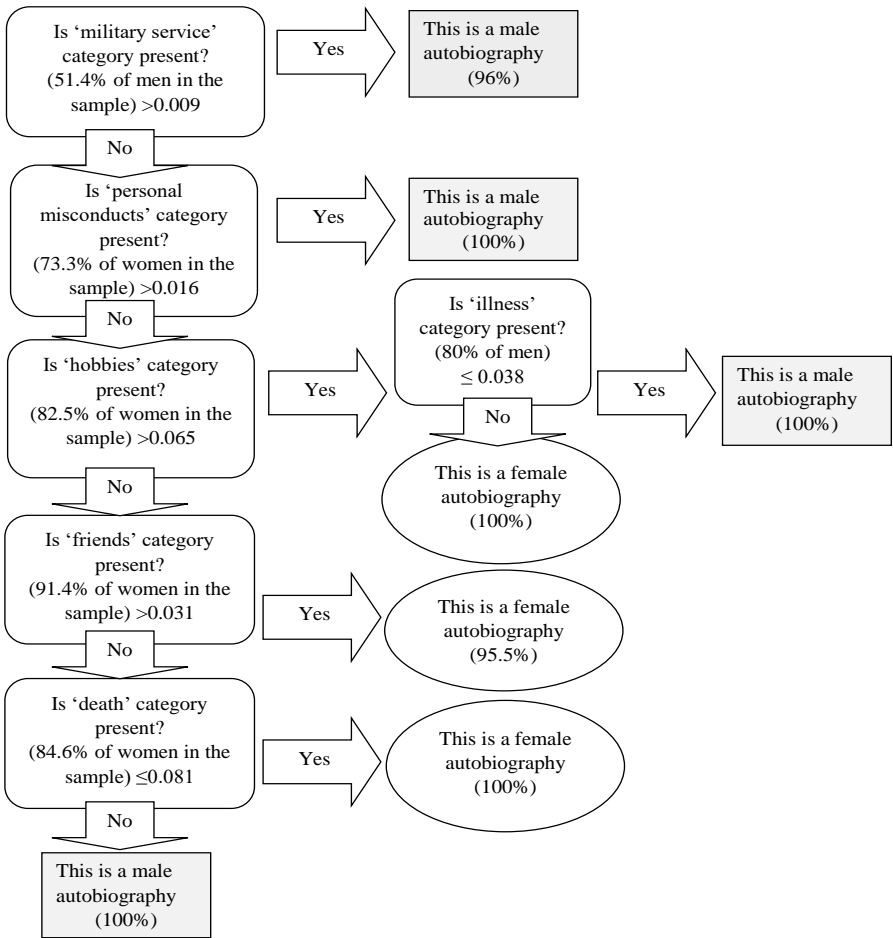 Is ‘military service’
category present?
(51.4% of men in the
sample) >0.009
Yes
This is a male
autobiography
(96%)
No
Is ‘personal
misconducts’ category
present?
(73.3% of women in the
sample) >0.016
Yes
This is a male
autobiography
(100%)
No
Is ‘hobbies’ category
present?
(82.5% of women in the
sample) >0.065
Yes
Is ‘illness’
category present?
(80% of men)
≤ 0.038
Yes
This is a male
autobiography
(100%)
No
This is a female
autobiography
(100%)
No
Is ‘friends’ category
present?
(91.4% of women in the
sample) >0.031
Yes
This is a female
autobiography
(95.5%)
No
Is ‘death’ category
present?
(84.6% of women in the
sample) ≤0.081
Yes
This is a female
autobiography
(100%)
No
This is a male
autobiography
(100%)